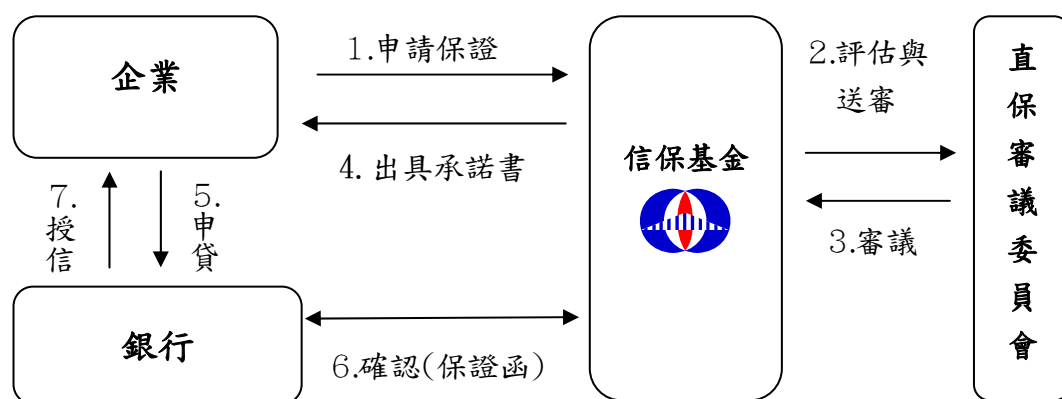 企業
1.申請保證
4. 出具承諾書
信保基金
2.評估與
送審
3.審議
直保審議委員會
7.
授信
5.
申貸
銀行
6.確認(保證函)